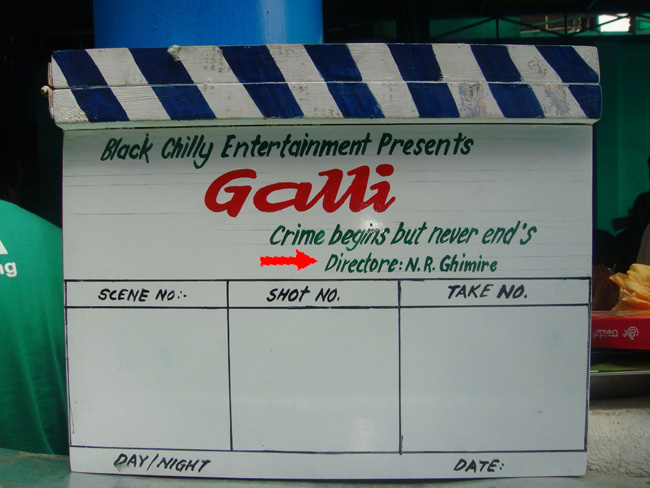 Black Chilly Entertainment Presents
Galli
Crime begins but never end's
Directore: N.R. Ghimire
SCENE NO:-
SHOT NO.
TAKE NO.
DAY/NIGHT
DATE: